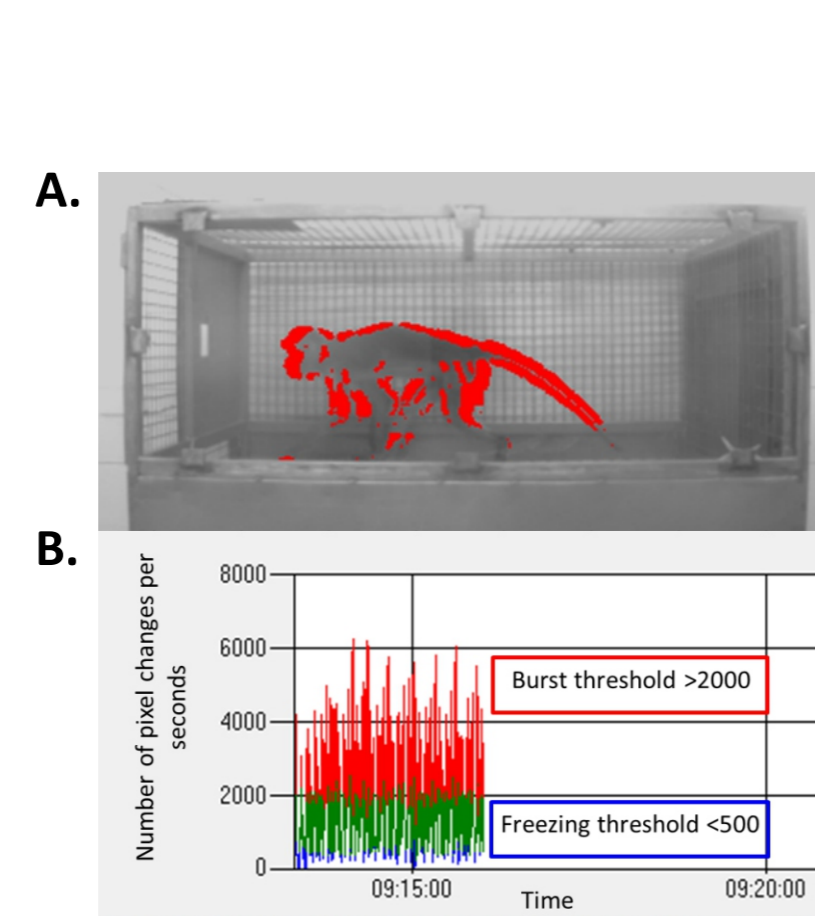 A.
B.
Number of pixel changes per
seconds
8000
6000
4000
2000
0
Burst threshold >2000
Freezing threshold <500
09:15:00
09:20:00
Time